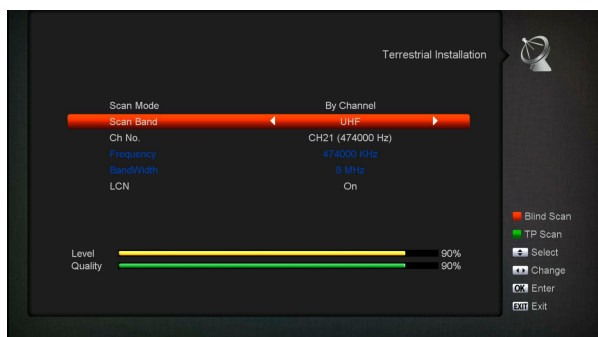 Terrestrial Installation
Scan Mode By Channel
Scan Band UHF
Ch No. CH21 (474000 Hz)
Frequency 474000 KHz
BandWidth 8 MHz
LCN On
Blind Scan
TP Scan
Level 90% Select
Quality 90% Change
OK Enter
EXIT Exit